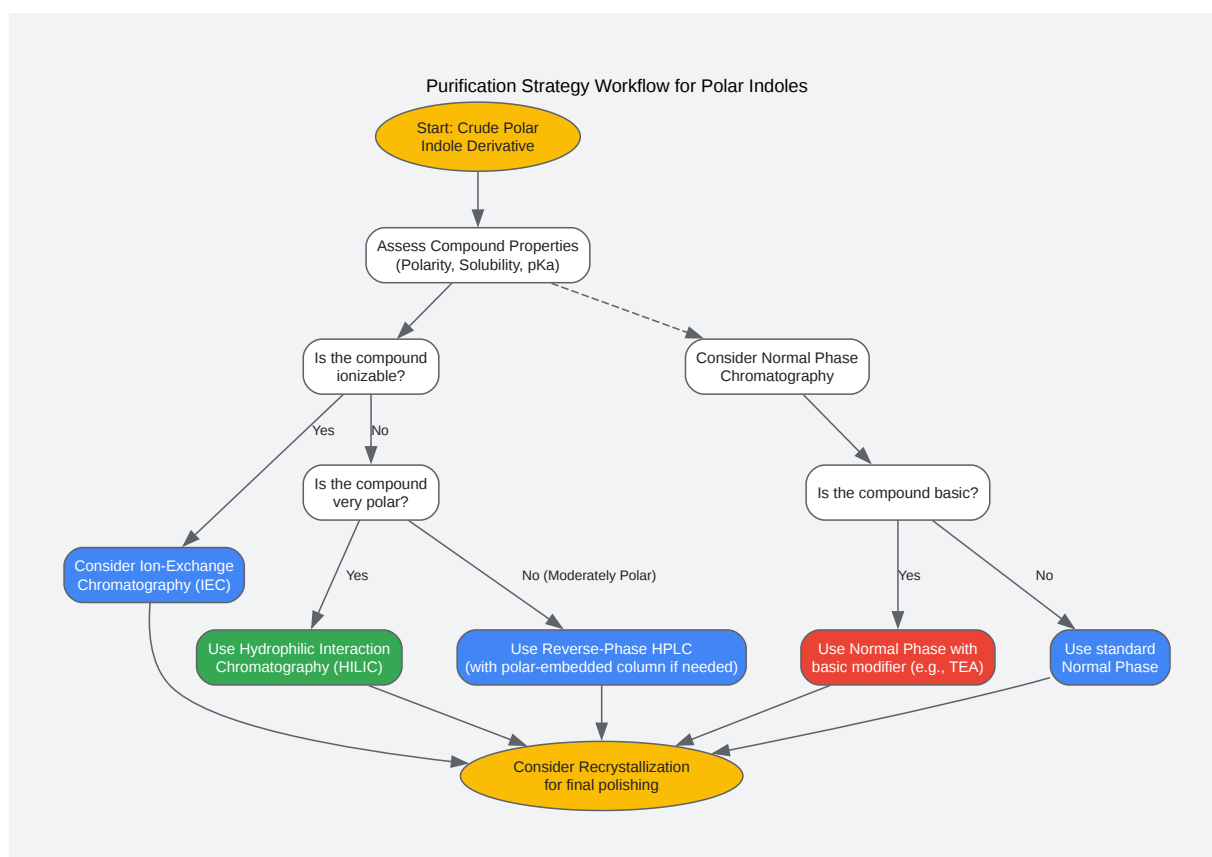 Purification Strategy Workflow for Polar Indoles
Start: Crude Polar
Indole Derivative
Assess Compound Properties
(Polarity, Solubility, pKa)
Is the compound
ionizable?
Consider Normal Phase
Chromatography
Yes
No
Is the compound
very polar?
Is the compound basic?
Consider Ion-Exchange
Chromatography (IEC)
Yes
No (Moderately Polar)
Yes
No
Use Hydrophilic Interaction
Chromatography (HILIC)
Use Reverse-Phase HPLC
(with polar-embedded column if needed)
Use Normal Phase with
basic modifier (e.g., TEA)
Use standard
Normal Phase
Consider Recrystallization
for final polishing